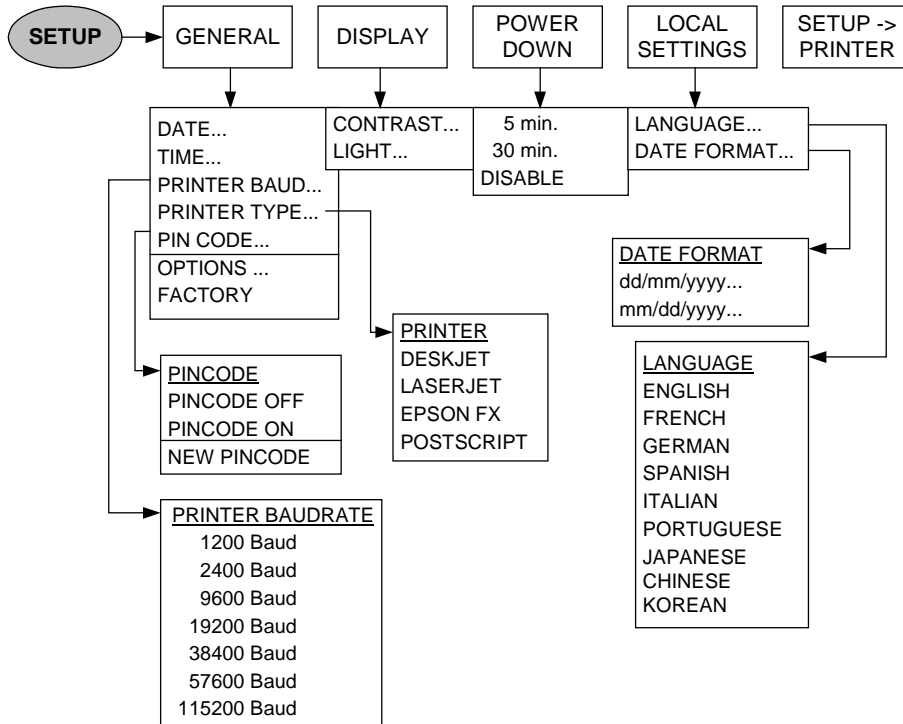 SETUP
GENERAL
DISPLAY
POWER
DOWN
LOCAL
SETTINGS
SETUP ->
PRINTER
DATE...
TIME...
PRINTER BAUD...
PRINTER TYPE...
PIN CODE...
OPTIONS ...
FACTORY
CONTRAST...
LIGHT...
5 min.
30 min.
DISABLE
LANGUAGE...
DATE FORMAT...
DATE FORMAT
dd/mm/yyyy...
mm/dd/yyyy...
PRINTER
DESKJET
LASERJET
EPSON FX
POSTSCRIPT
LANGUAGE
ENGLISH
FRENCH
GERMAN
SPANISH
ITALIAN
PORTUGUESE
JAPANESE
CHINESE
KOREAN
PINCODE
PINCODE OFF
PINCODE ON
NEW PINCODE
PRINTER BAUDRATE
1200 Baud
2400 Baud
9600 Baud
19200 Baud
38400 Baud
57600 Baud
115200 Baud